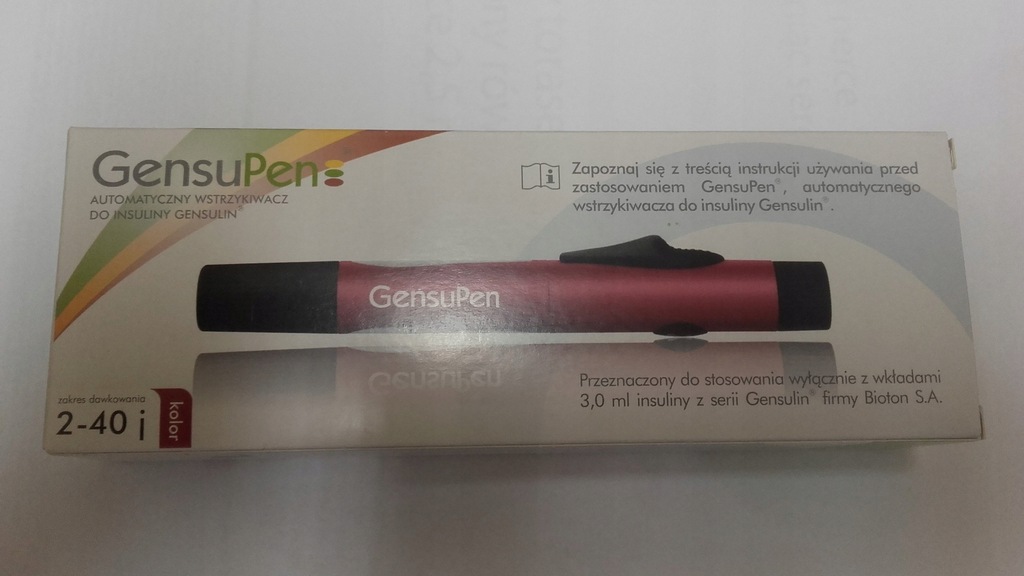 GensuPen
AUTOMATYCZNY WSTRZYKIWACZ
DO INSULINY GENSULIN®
Zapoznaj się z treścią instrukcji używania przed
zastosowaniem GensuPen®, automatycznego
wstrzykiwacza do insuliny Gensulin®.
GensuPen
Przeznaczony do stosowania wyłącznie z wkładami
3,0 ml insuliny z serii Gensulin® firmy Bioton S.A.
zakres dawkowania
2-40 j
kolor